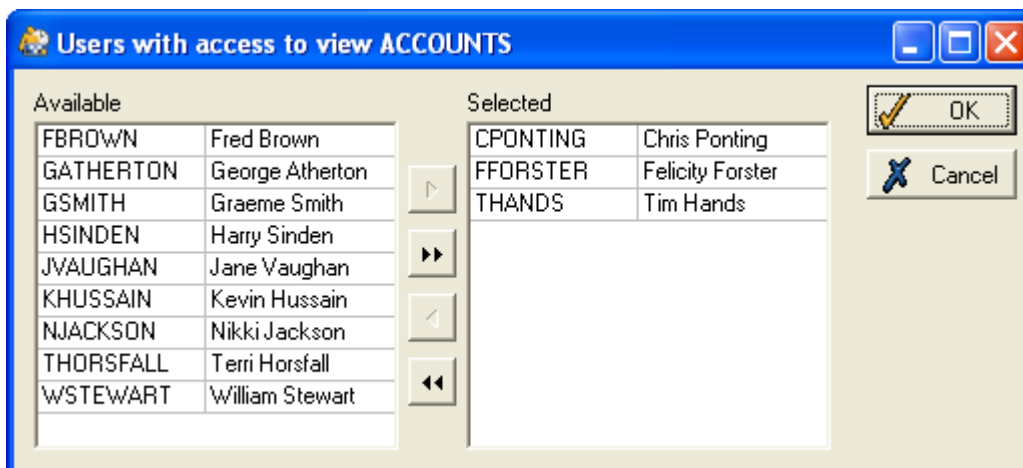 Users with access to view ACCOUNTS
Available
FBROWN Fred Brown
GATHERTON George Atherton
GSMITH Graeme Smith
HSINDEN Harry Sinden
JVAUGHAN Jane Vaughan
KHUSSAIN Kevin Hussain
NJACKSON Nikki Jackson
THORSFALL Terri Horsfall
WSTEWART William Stewart
Selected
CPONTING Chris Ponting
FFORSTER Felicity Forster
THANDS Tim Hands
OK
Cancel